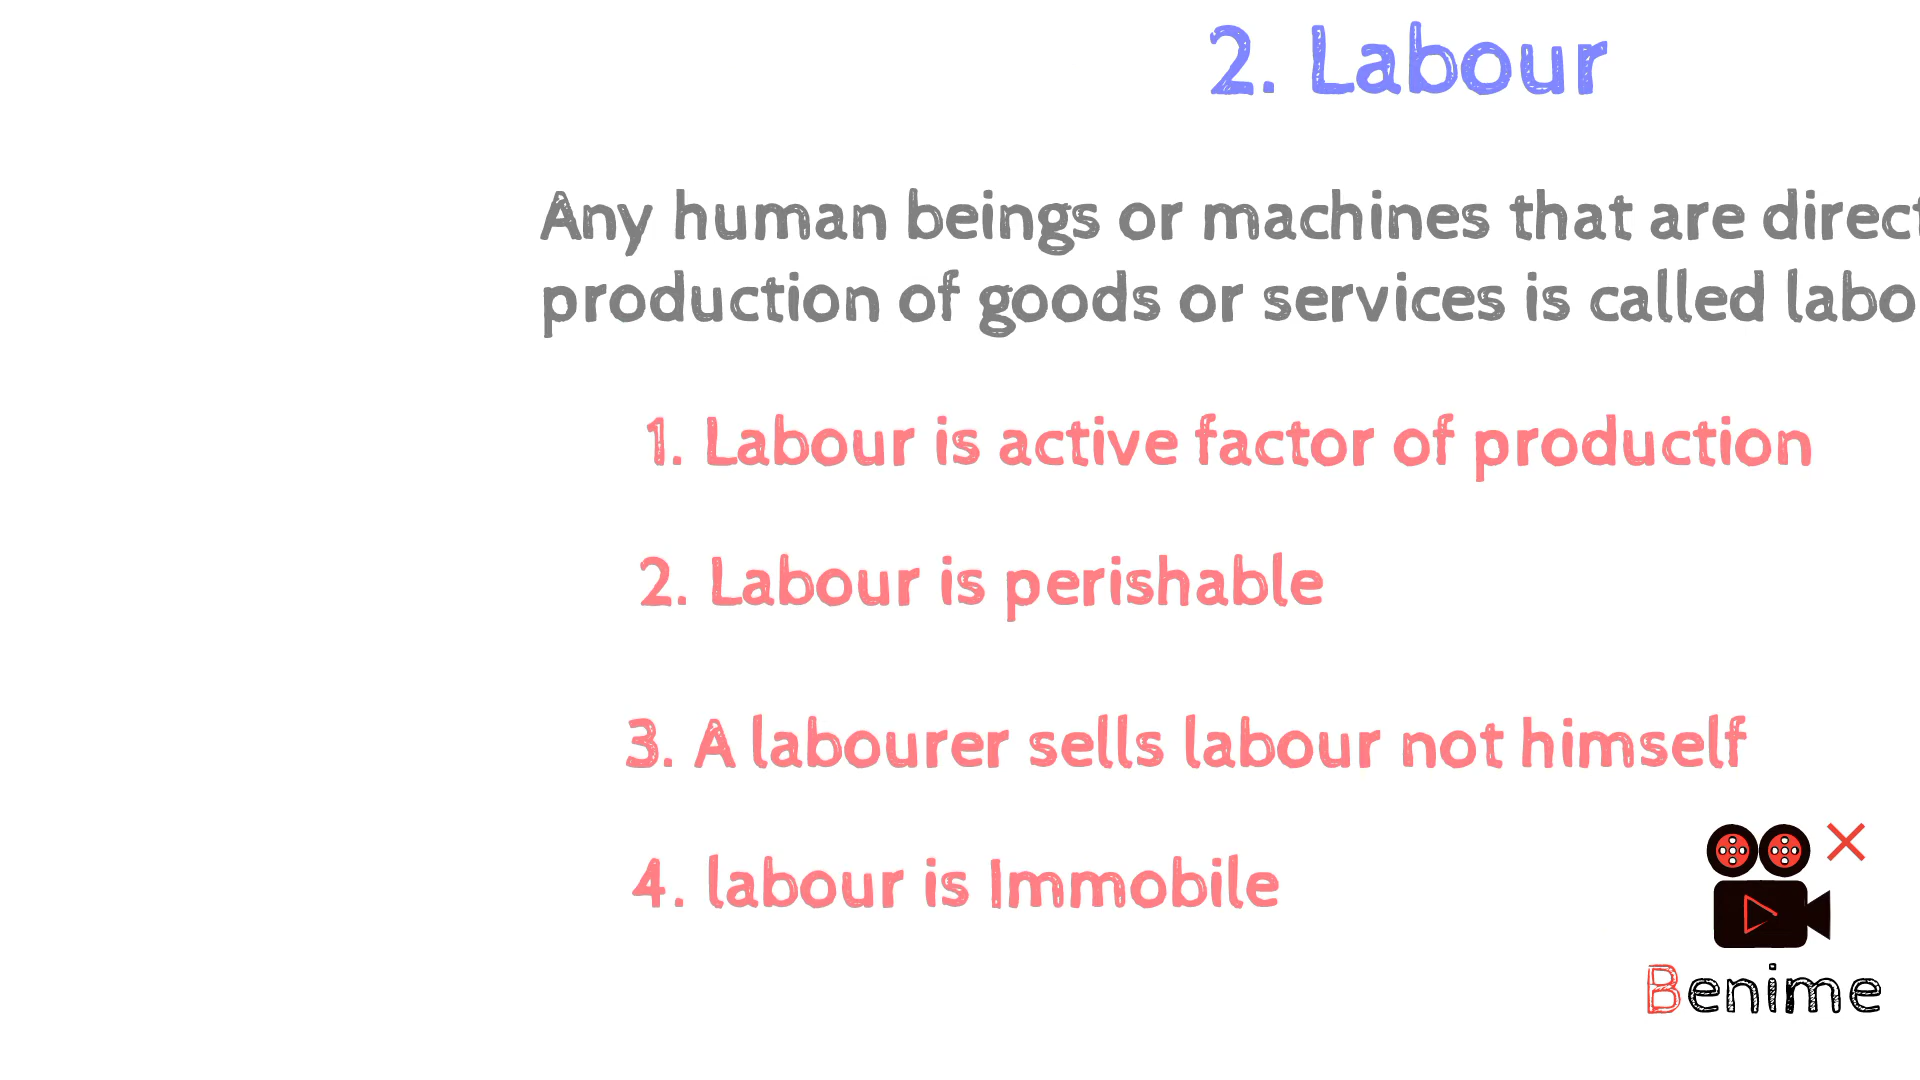 2. Labour
Any human beings or machines that are
production of goods or services is called
1. Labour is active factor of production
2. Labour is perishable
3. A labourer sells labour not himself
4. labour is Immobile
Benime